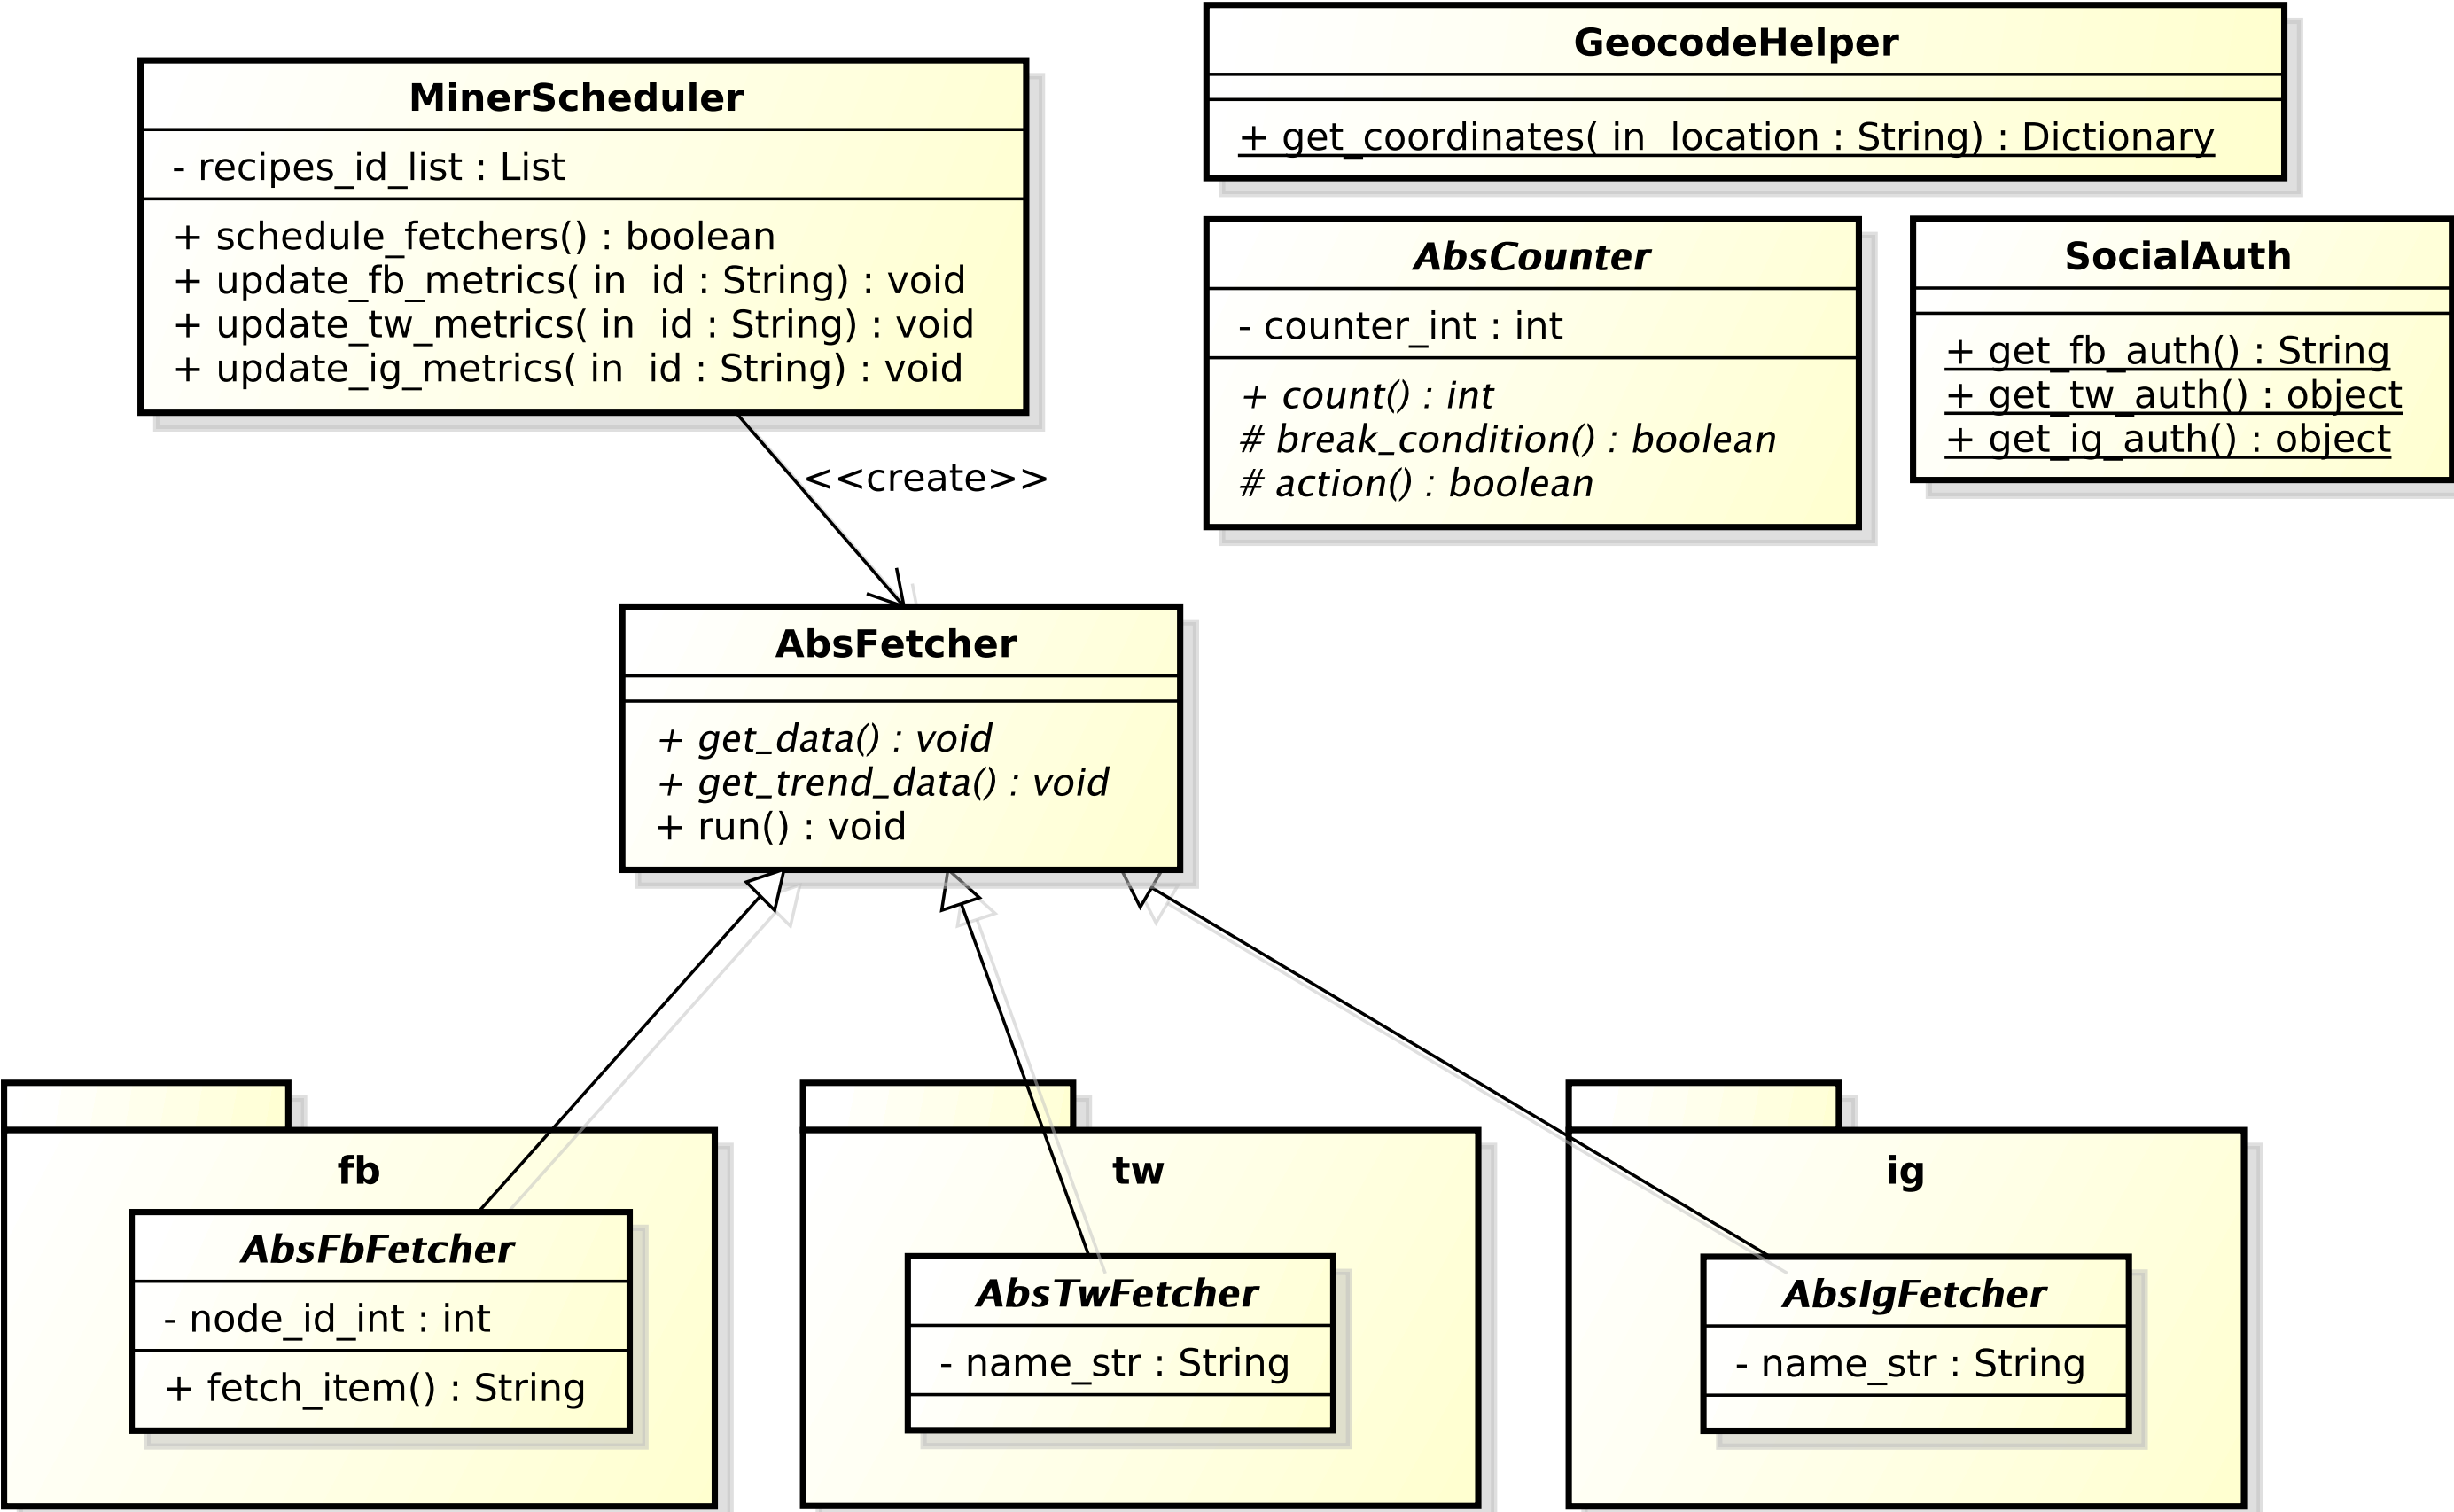 MinerScheduler
- recipes_id_list : List
+ schedule_fetchers() : boolean
+ update_fb_metrics( in  id : String) : void
+ update_tw_metrics( in  id : String) : void
+ update_ig_metrics( in  id : String) : void
GeocodeHelper
+ get_coordinates( in  location : String) : Dictionary
AbsCounter
- counter_int : int
+ count() : int
# break_condition() : boolean
# action() : boolean
SocialAuth
+ get_fb_auth() : String
+ get_tw_auth() : object
+ get_ig_auth() : object
<<create>>
AbsFetcher
+ get_data() : void
+ get_trend_data() : void
+ run() : void
fb
AbsFbFetcher
- node_id_int : int
+ fetch_item() : String
tw
AbsTwFetcher
- name_str : String
ig
AbsIgFetcher
- name_str : String